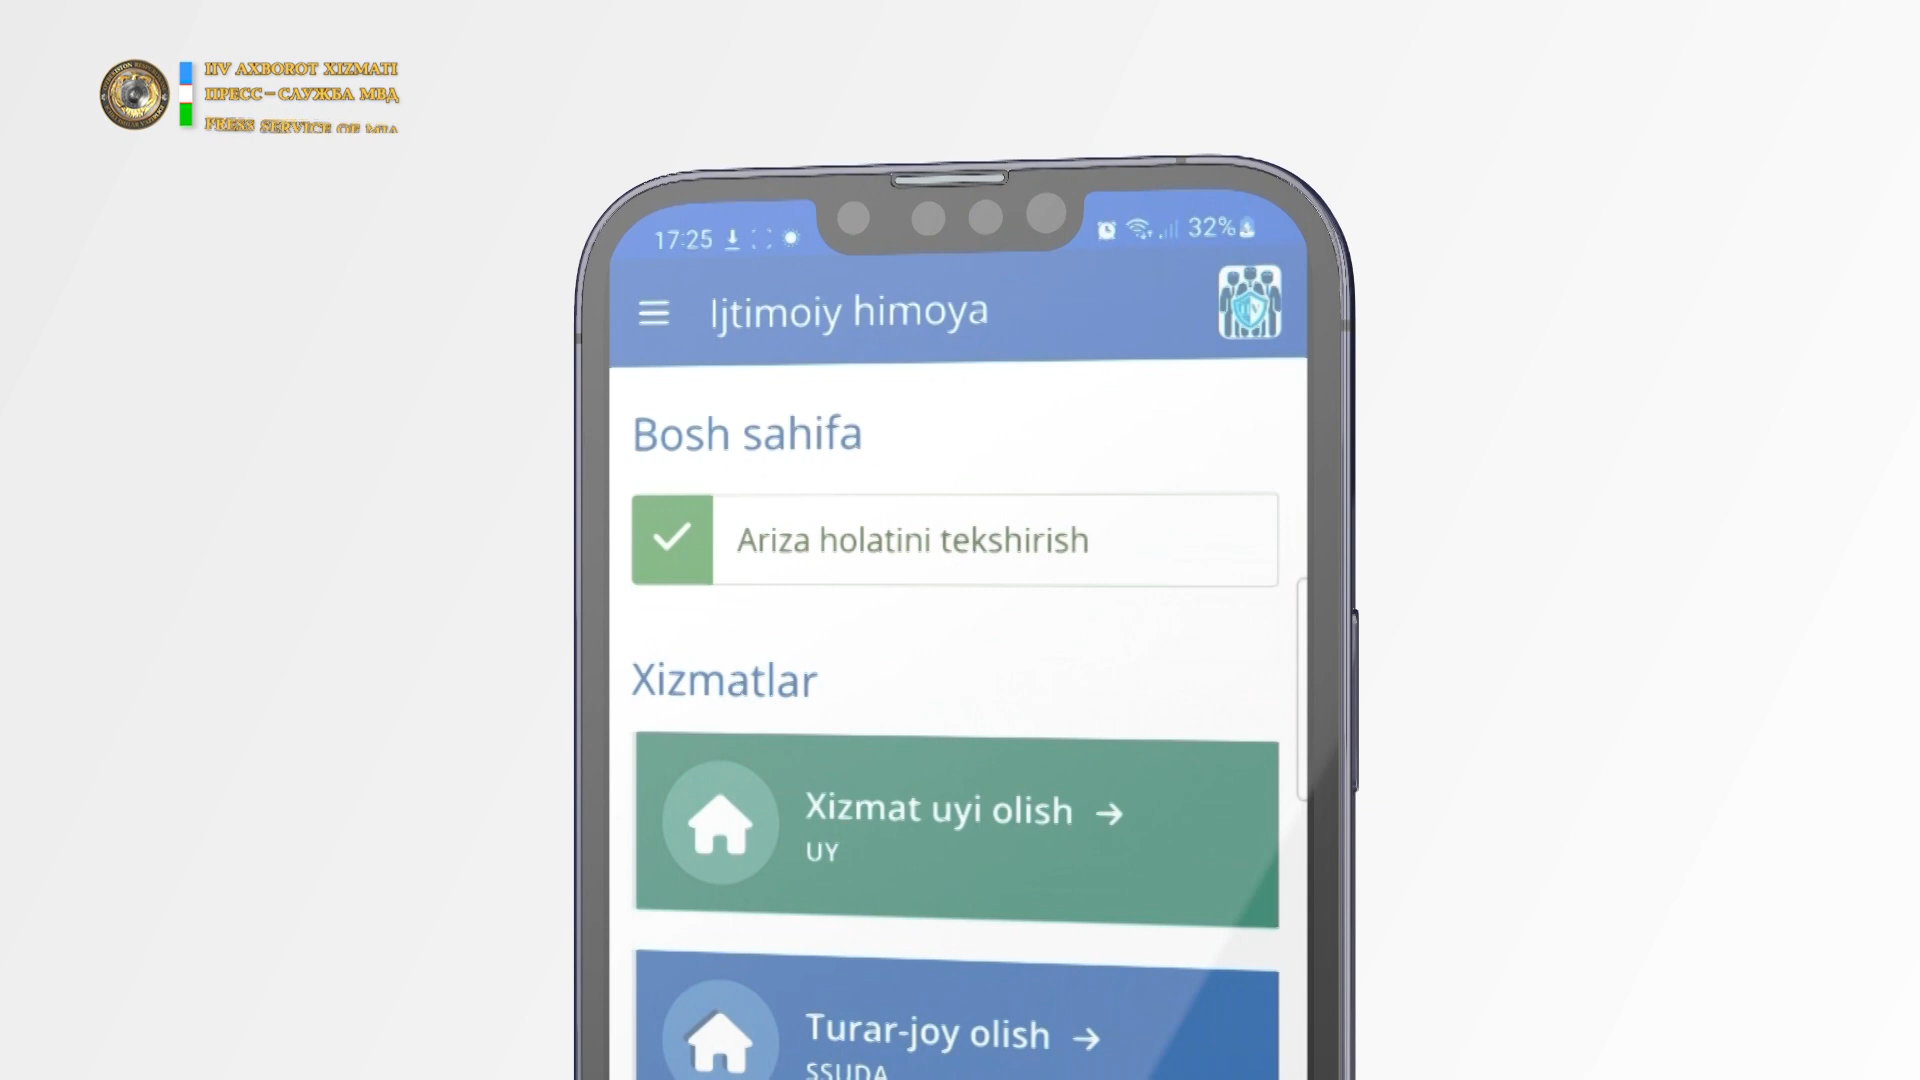 IIV AXBOROT XIZMATI
ПРЕСС-СЛУЖБА МВД
PRESS SERVICE OF MIA
17:25
32%
Ijtimoiy himoya
Bosh sahifa
Ariza holatini tekshirish
Xizmatlar
Xizmat uyi olish →
UY
Turar-joy olish →
SSUDA